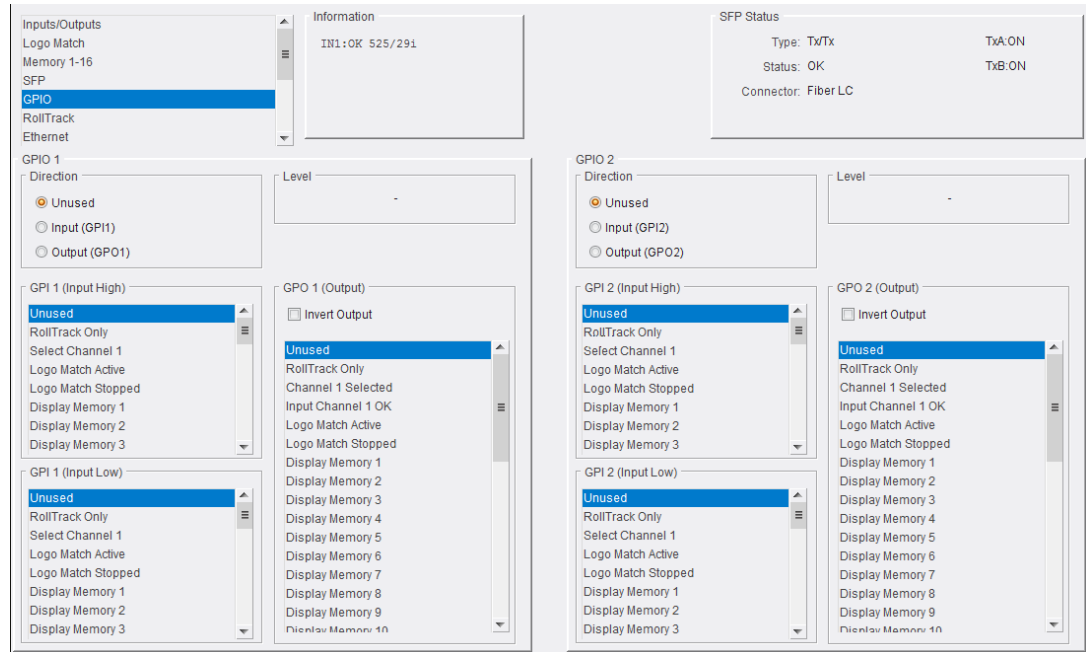 Inputs/Outputs
Logo Match
Memory 1-16
SFP
GPIO
RollTrack
Ethernet
Information
IN1:OK 525/29i
SFP Status
Type: Tx/Tx TxA:ON
Status: OK TxB:ON
Connector: Fiber LC
GPIO 1
Direction
Unused
Input (GPI1)
Output (GPO1)
Level
-
GPI 1 (Input High)
Unused
RollTrack Only
Select Channel 1
Logo Match Active
Logo Match Stopped
Display Memory 1
Display Memory 2
Display Memory 3
GPI 1 (Input Low)
Unused
RollTrack Only
Select Channel 1
Logo Match Active
Logo Match Stopped
Display Memory 1
Display Memory 2
Display Memory 3
GPO 1 (Output)
Invert Output
Unused
RollTrack Only
Channel 1 Selected
Input Channel 1 OK
Logo Match Active
Logo Match Stopped
Display Memory 1
Display Memory 2
Display Memory 3
Display Memory 4
Display Memory 5
Display Memory 6
Display Memory 7
Display Memory 8
Display Memory 9
Display Memory 10
GPIO 2
Direction
Unused
Input (GPI2)
Output (GPO2)
Level
-
GPI 2 (Input High)
Unused
RollTrack Only
Select Channel 1
Logo Match Active
Logo Match Stopped
Display Memory 1
Display Memory 2
Display Memory 3
GPI 2 (Input Low)
Unused
RollTrack Only
Select Channel 1
Logo Match Active
Logo Match Stopped
Display Memory 1
Display Memory 2
Display Memory 3
GPO 2 (Output)
Invert Output
Unused
RollTrack Only
Channel 1 Selected
Input Channel 1 OK
Logo Match Active
Logo Match Stopped
Display Memory 1
Display Memory 2
Display Memory 3
Display Memory 4
Display Memory 5
Display Memory 6
Display Memory 7
Display Memory 8
Display Memory 9
Display Memory 10